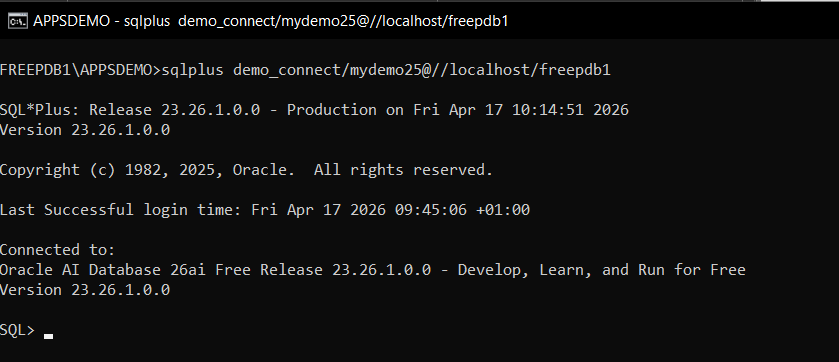 APPSDEMO - sqlplus  demo_connect/mydemo25@//localhost/freepdb1
FREEPDB1\APPSDEMO>sqlplus demo_connect/mydemo25@//localhost/freepdb1
SQL*Plus: Release 23.26.1.0.0 - Production on Fri Apr 17 10:14:51 2026
Version 23.26.1.0.0
Copyright (c) 1982, 2025, Oracle.  All rights reserved.
Last Successful login time: Fri Apr 17 2026 09:45:06 +01:00
Connected to:
Oracle AI Database 26ai Free Release 23.26.1.0.0 - Develop, Learn, and Run for Free
Version 23.26.1.0.0
SQL>